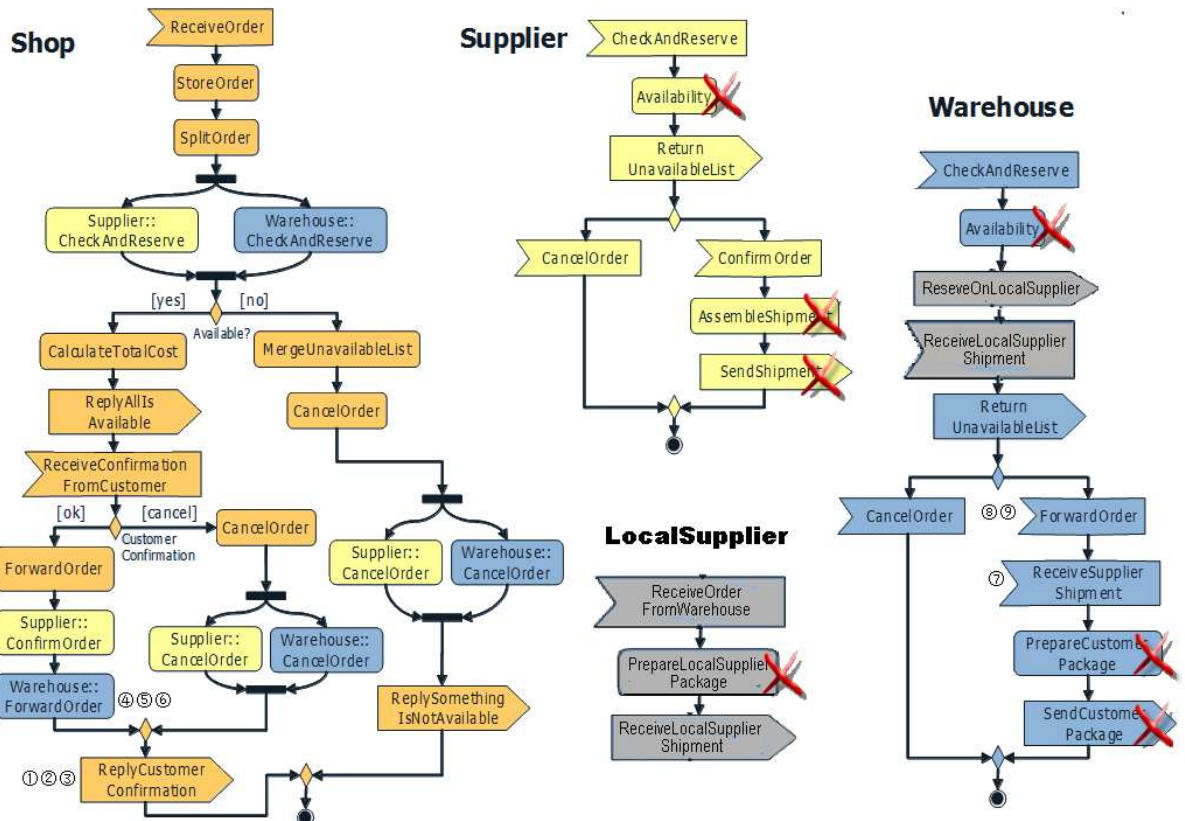 Shop
ReceiveOrder
StoreOrder
SplitOrder
Supplier::
CheckAndReserve
Warehouse::
CheckAndReserve
[yes]
[no]
Available?
CalculateTotalCost
MergeUnavailableList
ReplyAllIs
Available
CancelOrder
ReceiveConfirmation
FromCustomer
[ok]
[cancel]
Customer
Confirmation
CancelOrder
ForwardOrder
Supplier::
CancelOrder
Warehouse::
CancelOrder
Supplier::
ConfirmOrder
Supplier::
CancelOrder
Warehouse::
CancelOrder
Warehouse::
ForwardOrder
④⑤⑥
ReplySomething
IsNotAvailable
①②③
ReplyCustomer
Confirmation
Supplier
CheckAndReserve
Availability
Return
UnavailableList
CancelOrder
ConfirmOrder
AssembleShipment
SendShipment
LocalSupplier
ReceiveOrder
FromWarehouse
PrepareLocalSupplier
Package
ReceiveLocalSupplier
Shipment
Warehouse
CheckAndReserve
Availability
ReseveOnLocalSupplier
ReceiveLocalSupplier
Shipment
Return
UnavailableList
CancelOrder
⑧⑨
ForwardOrder
⑦
ReceiveSupplier
Shipment
PrepareCustomer
Package
SendCustomer
Package